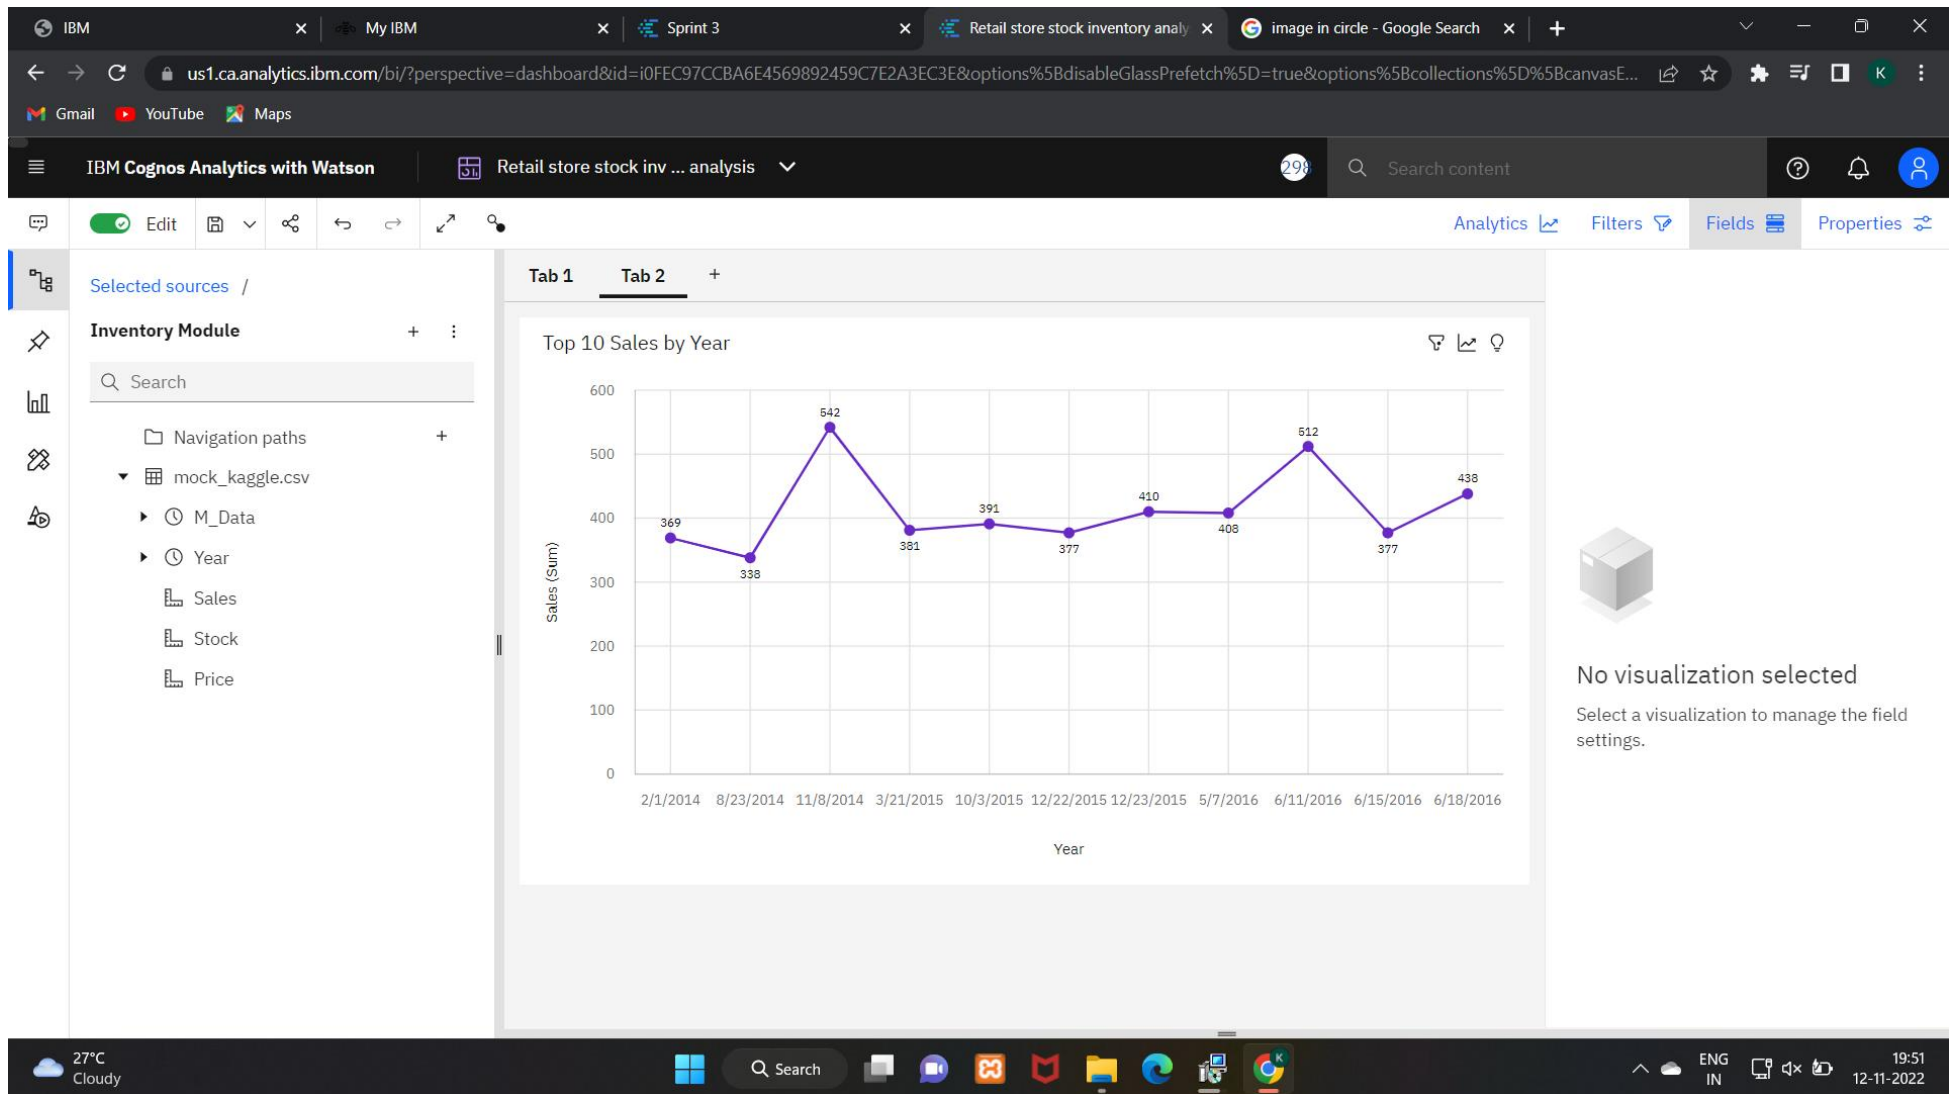 IBM
My IBM
Sprint 3
Retail store stock inventory analy
image in circle - Google Search
us1.ca.analytics.ibm.com/bi/?perspective=dashboard&id=i0FEC97CCBA6E4569892459C7E2A3EC3E&options%5BdisableGlassPrefetch%5D=true&options%5Bcollections%5D%5BcanvasE...
K
Gmail
YouTube
Maps
IBM Cognos Analytics with Watson
Retail store stock inv ... analysis
298
Search content
Edit
Analytics
Filters
Fields
Properties
Selected sources /
Inventory Module
Search
Navigation paths
mock_kaggle.csv
M_Data
Year
Sales
Stock
Price
Tab 1
Tab 2
Top 10 Sales by Year
600
500
400
300
200
100
0
Sales (Sum)
369
338
542
381
391
377
410
408
512
377
438
2/1/2014
8/23/2014
11/8/2014
3/21/2015
10/3/2015
12/22/2015
12/23/2015
5/7/2016
6/11/2016
6/15/2016
6/18/2016
Year
No visualization selected
Select a visualization to manage the field
settings.
27°C
Cloudy
Search
K
ENG
IN
19:51
12-11-2022